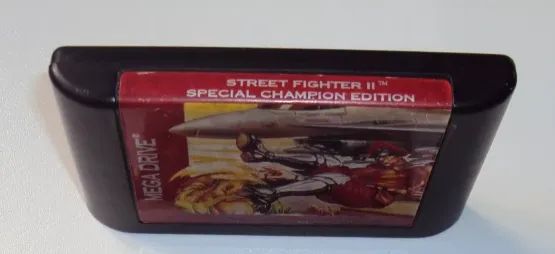 STREET FIGHTER II™
SPECIAL CHAMPION EDITION
MEGA DRIVE